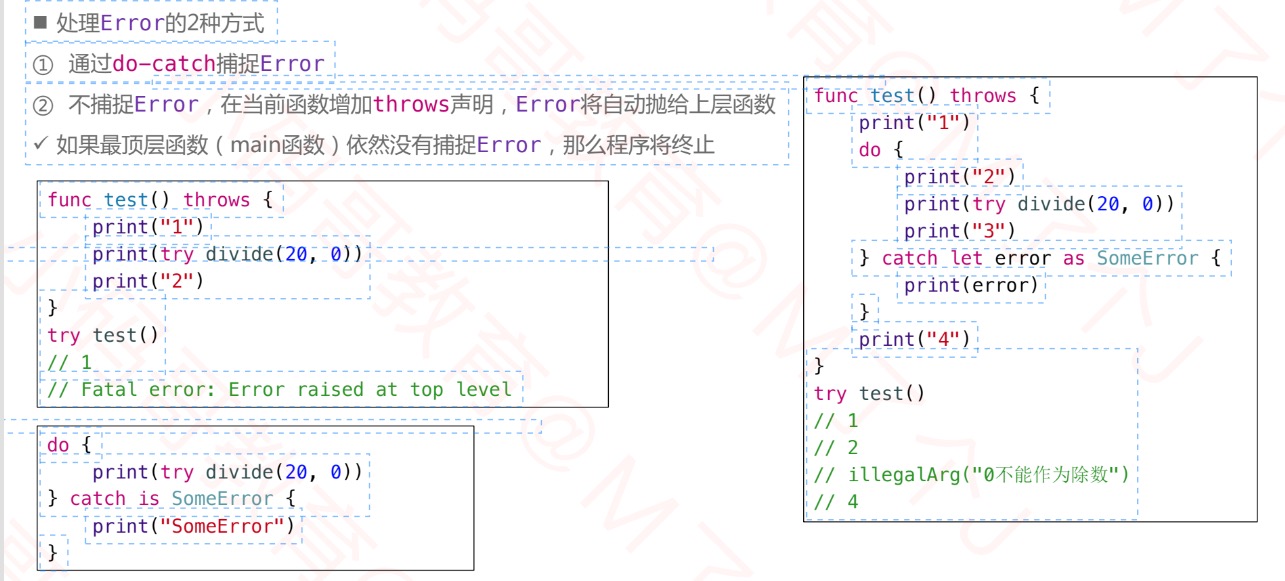 ■ 处理Error的2种方式
① 通过do-catch捕捉Error
② 不捕捉Error，在当前函数增加throws声明，Error将自动抛给上层函数
✓ 如果最顶层函数（main函数）依然没有捕捉Error，那么程序将终止
func test() throws {
    print("1")
    print(try divide(20, 0))
    print("2")
}
try test()
// 1
// Fatal error: Error raised at top level
do {
    print(try divide(20, 0))
} catch is SomeError {
    print("SomeError")
}
func test() throws {
    print("1")
    do {
        print("2")
        print(try divide(20, 0))
        print("3")
    } catch let error as SomeError {
        print(error)
    }
    print("4")
}
try test()
// 1
// 2
// illegalArg("0不能作为除数")
// 4